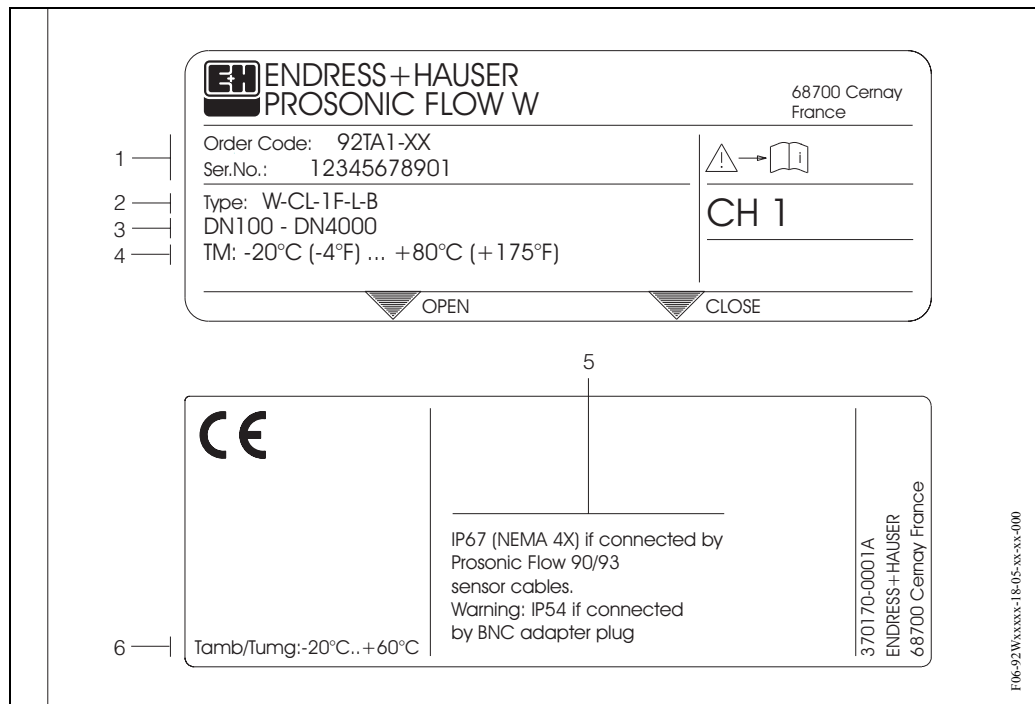 E+H ENDRESS+HAUSER
PROSONIC FLOW W
68700 Cernay
France
1
Order Code: 92TA1-XX
Ser.No.: 12345678901
i
2
Type: W-CL-1F-L-B
3
DN100 - DN4000
4
TM: -20°C (-4°F) ... +80°C (+175°F)
CH 1
OPEN
CLOSE
5
CE
IP67 (NEMA 4X) if connected by
Prosonic Flow 90/93
sensor cables.
Warning: IP54 if connected
by BNC adapter plug
6
Tamb/Tumg:-20°C..+60°C
370170-0001A
ENDRESS+HAUSER
68700 Cernay France
F06-92Wxxxxx-18-05-xx-xx-000